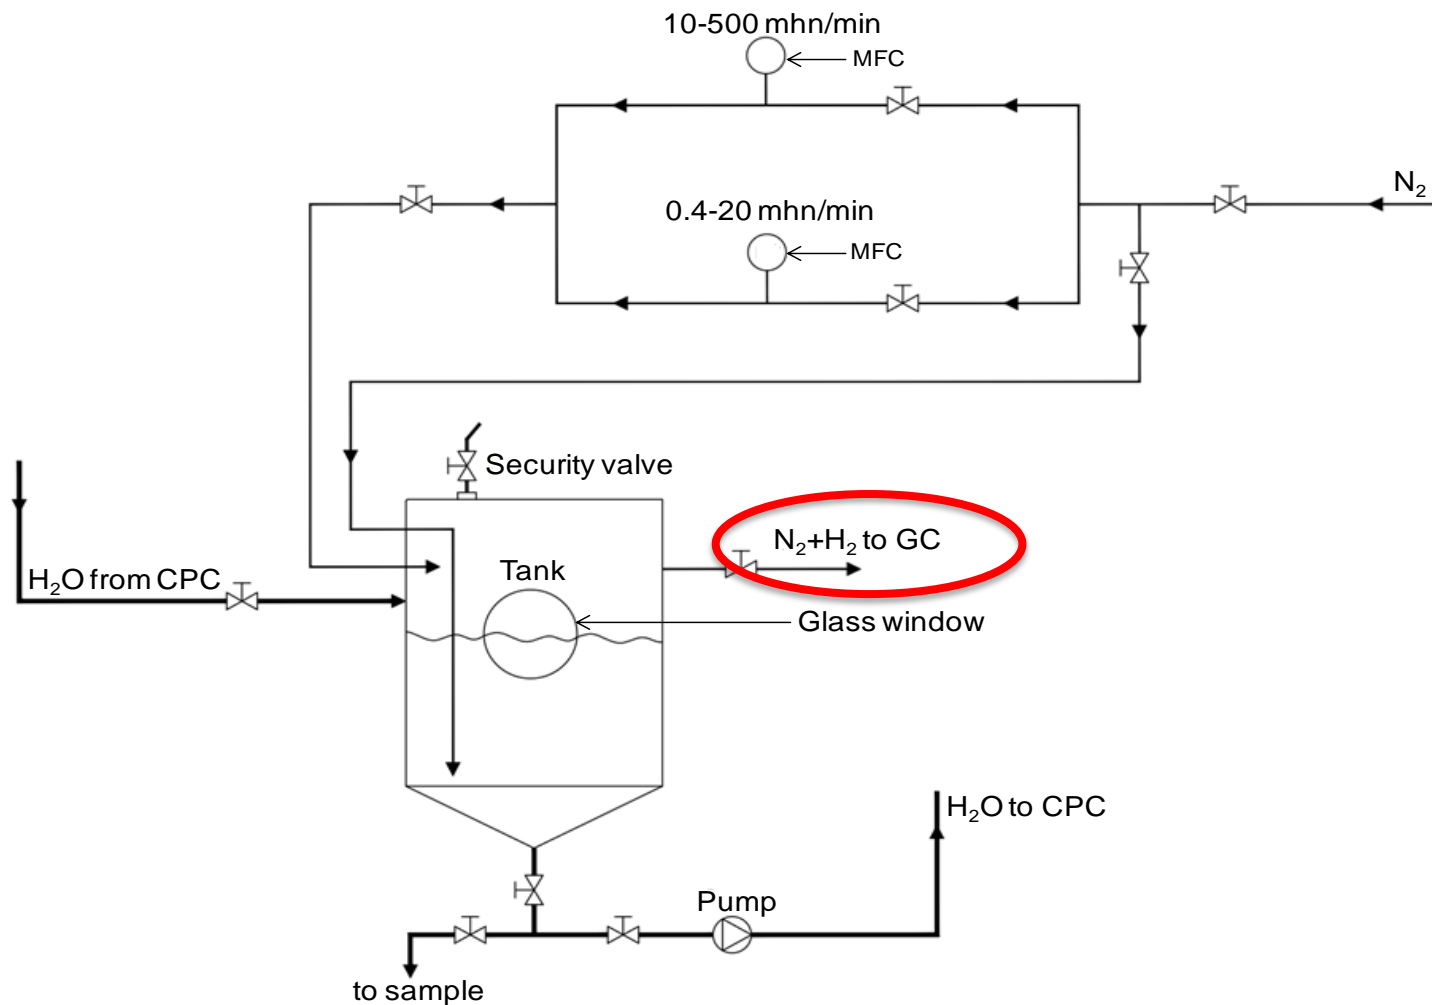 10-500 mhn/min
MFC
N₂
0.4-20 mhn/min
MFC
Security valve
N₂+H₂ to GC
H₂O from CPC
Tank
Glass window
H₂O to CPC
Pump
to sample